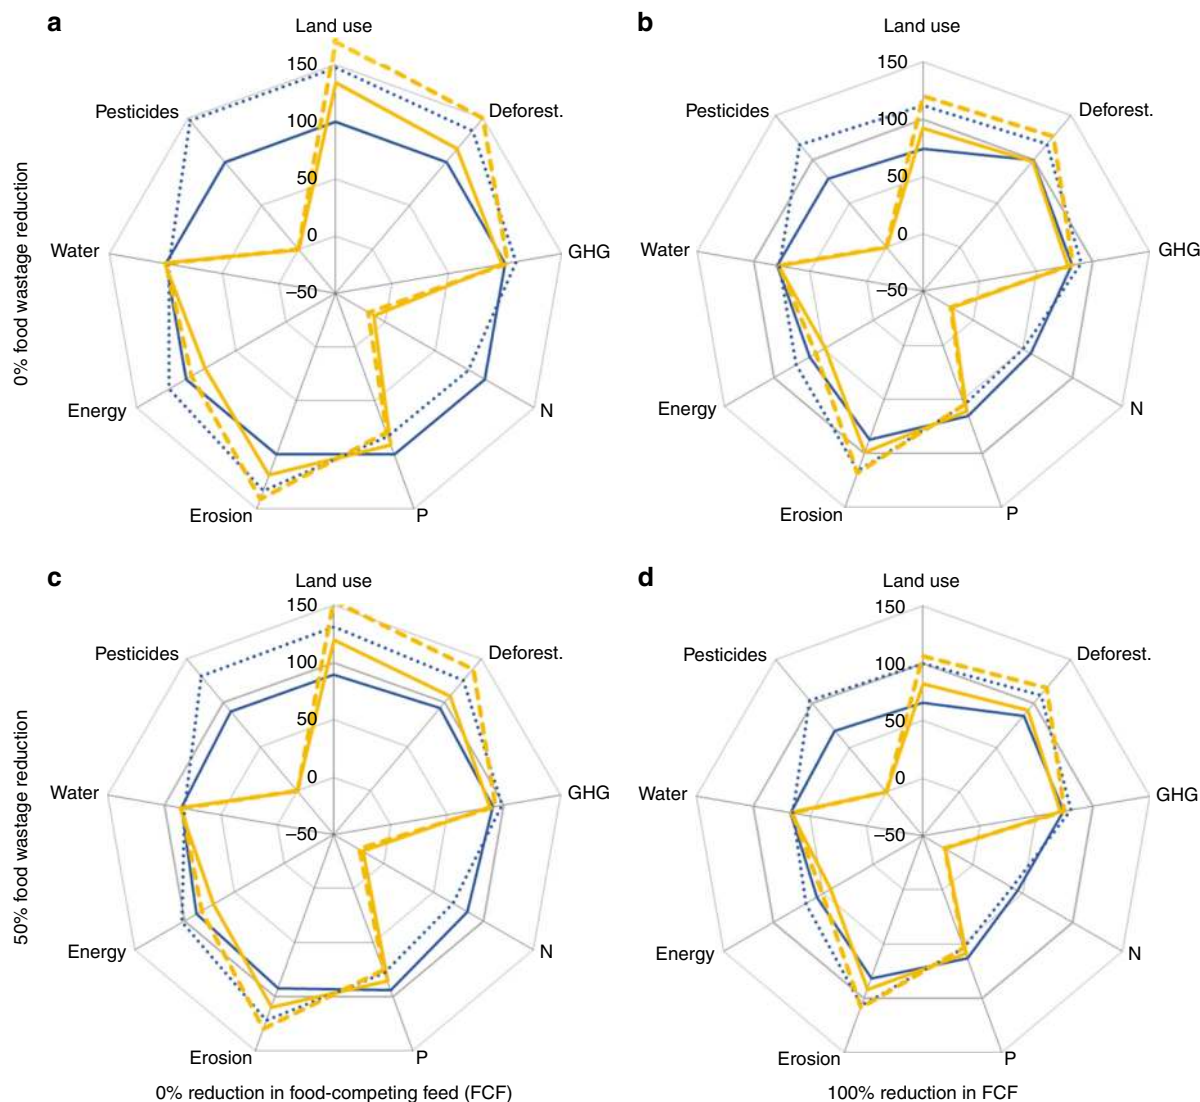 a
Land use
150
100
50
0
–50
Pesticides
Deforest.
Water
GHG
Energy
N
Erosion
P
0% food wastage reduction
b
Land use
150
100
50
0
–50
Pesticides
Deforest.
Water
GHG
Energy
N
Erosion
P
c
Land use
150
100
50
0
–50
Pesticides
Deforest.
Water
GHG
Energy
N
Erosion
P
50% food wastage reduction
0% reduction in food-competing feed (FCF)
d
Land use
150
100
50
0
–50
Pesticides
Deforest.
Water
GHG
Energy
N
Erosion
P
100% reduction in FCF